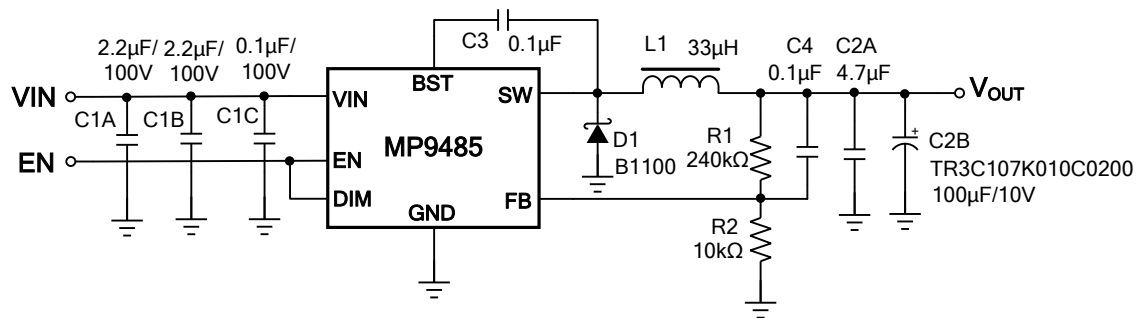 C3
0.1µF
L1
33µH
C4
0.1µF
C2A
4.7µF
2.2µF/
100V
2.2µF/
100V
0.1µF/
100V
VIN
C1A
C1B
C1C
EN
VIN
BST
SW
MP9485
EN
DIM
GND
FB
D1
B1100
R1
240kΩ
R2
10kΩ
VOUT
+
C2B
TR3C107K010C0200
100µF/10V